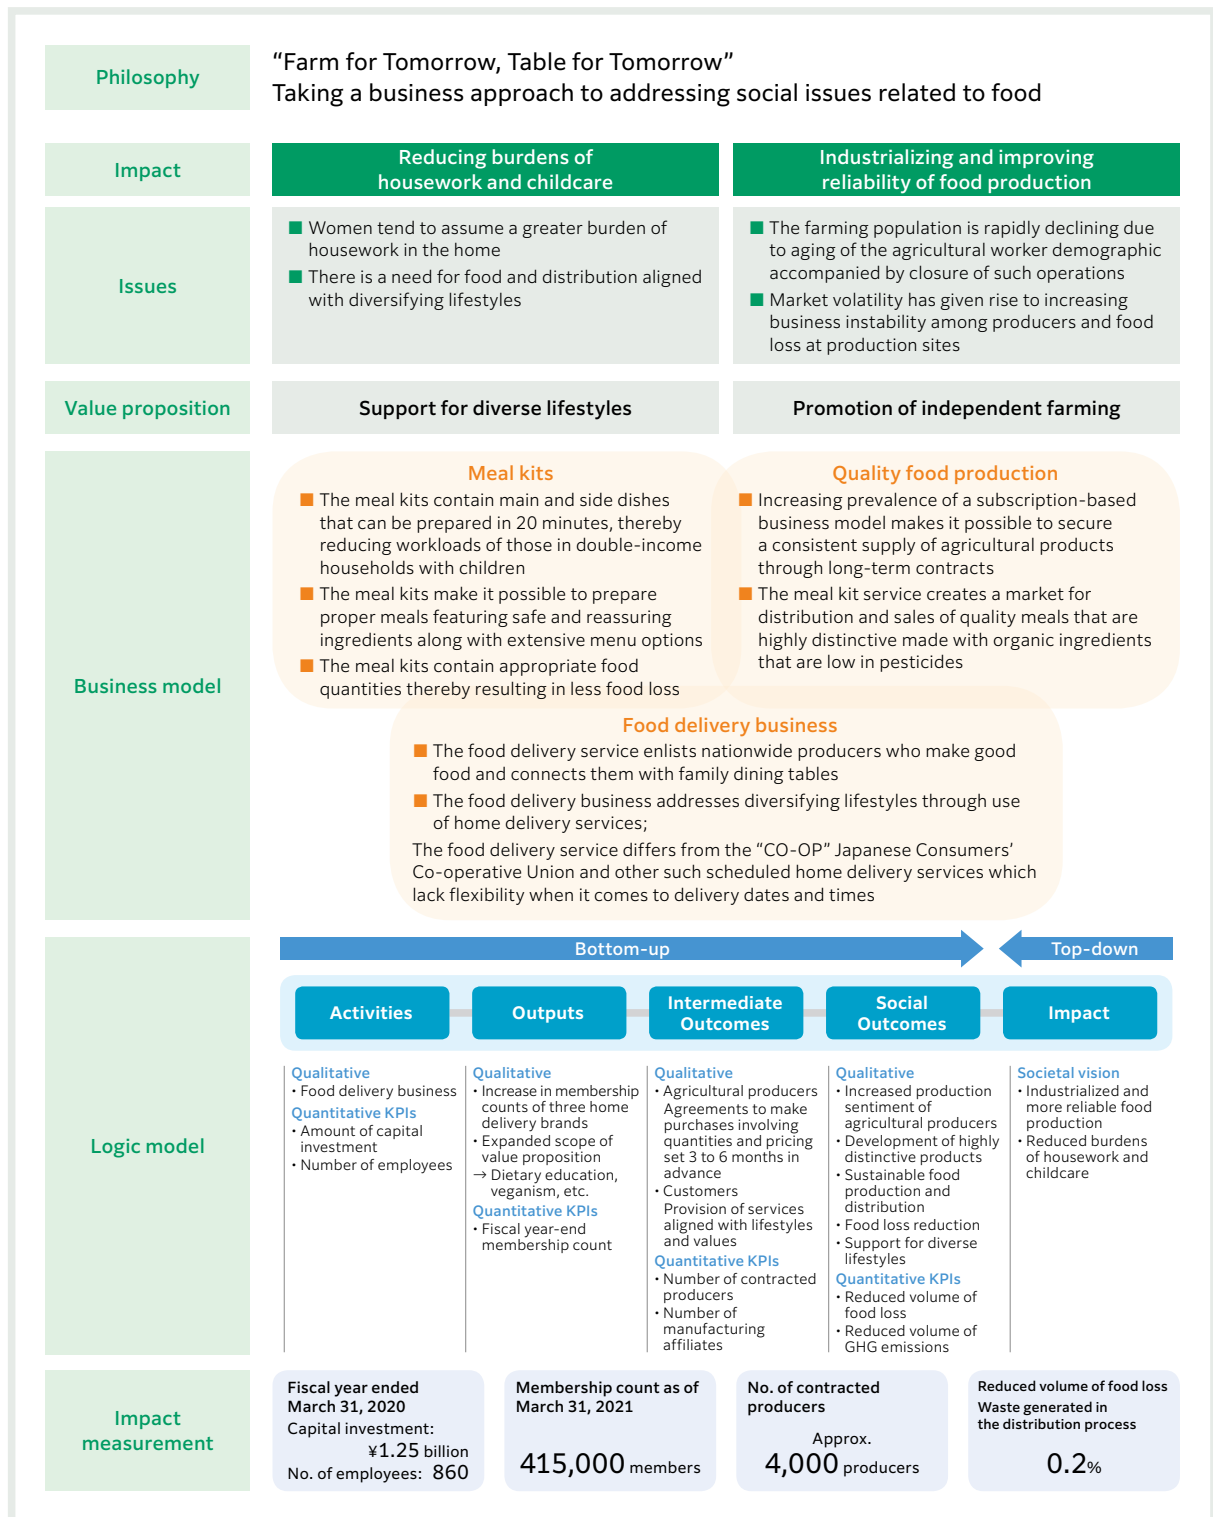 Philosophy
“Farm for Tomorrow, Table for Tomorrow”
Taking a business approach to addressing social issues related to food
Impact
Reducing burdens of
housework and childcare
Industrializing and improving
reliability of food production
Issues
■ Women tend to assume a greater burden of
housework in the home
■ There is a need for food and distribution aligned
with diversifying lifestyles
■ The farming population is rapidly declining due
to aging of the agricultural worker demographic
accompanied by closure of such operations
■ Market volatility has given rise to increasing
business instability among producers and food
loss at production sites
Value proposition
Support for diverse lifestyles
Promotion of independent farming
Business model
Meal kits
■ The meal kits contain main and side dishes
that can be prepared in 20 minutes, thereby
reducing workloads of those in double-income
households with children
■ The meal kits make it possible to prepare
proper meals featuring safe and reassuring
ingredients along with extensive menu options
■ The meal kits contain appropriate food
quantities thereby resulting in less food loss
Quality food production
■ Increasing prevalence of a subscription-based
business model makes it possible to secure
a consistent supply of agricultural products
through long-term contracts
■ The meal kit service creates a market for
distribution and sales of quality meals that are
highly distinctive made with organic ingredients
that are low in pesticides
Food delivery business
■ The food delivery service enlists nationwide producers who make good
food and connects them with family dining tables
■ The food delivery business addresses diversifying lifestyles through use
of home delivery services;
The food delivery service differs from the “CO-OP” Japanese Consumers’
Co-operative Union and other such scheduled home delivery services which
lack flexibility when it comes to delivery dates and times
Logic model
Bottom-up
Top-down
Activities
Outputs
Intermediate
Outcomes
Social
Outcomes
Impact
Qualitative
• Food delivery business
Quantitative KPIs
• Amount of capital
investment
• Number of employees
Qualitative
• Increase in membership
counts of three home
delivery brands
• Expanded scope of
value proposition
→ Dietary education,
veganism, etc.
Quantitative KPIs
• Fiscal year-end
membership count
Qualitative
• Agricultural producers
Agreements to make
purchases involving
quantities and pricing
set 3 to 6 months in
advance
• Customers
Provision of services
aligned with lifestyles
and values
Quantitative KPIs
• Number of contracted
producers
• Number of
manufacturing
affiliates
Qualitative
• Increased production
sentiment of
agricultural producers
• Development of highly
distinctive products
• Sustainable food
production and
distribution
• Food loss reduction
• Support for diverse
lifestyles
Quantitative KPIs
• Reduced volume of
food loss
• Reduced volume of
GHG emissions
Societal vision
• Industrialized and
more reliable food
production
• Reduced burdens
of housework and
childcare
Impact
measurement
Fiscal year ended
March 31, 2020
Capital investment:
¥1.25 billion
No. of employees: 860
Membership count as of
March 31, 2021
415,000 members
No. of contracted
producers
Approx.
4,000 producers
Reduced volume of food loss
Waste generated in
the distribution process
0.2%